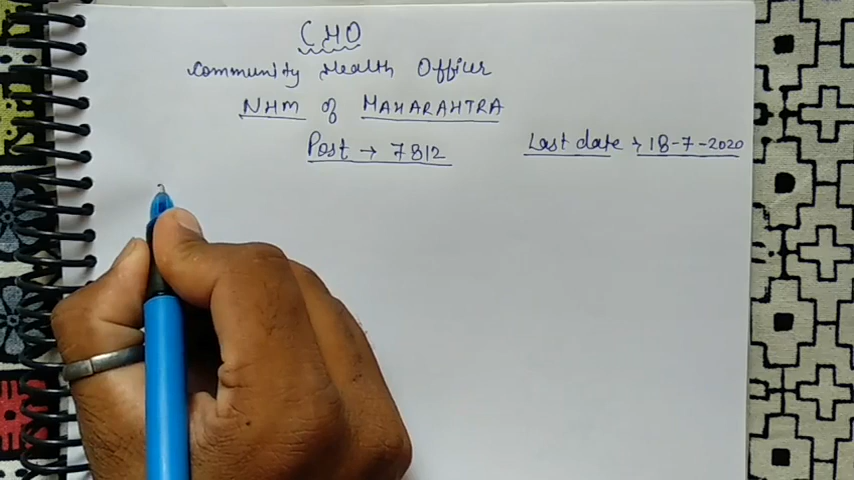 CHO
Community Health Officer
NHM of MAHARAHTRA
Post → 7812
Last date → 18-7-2020